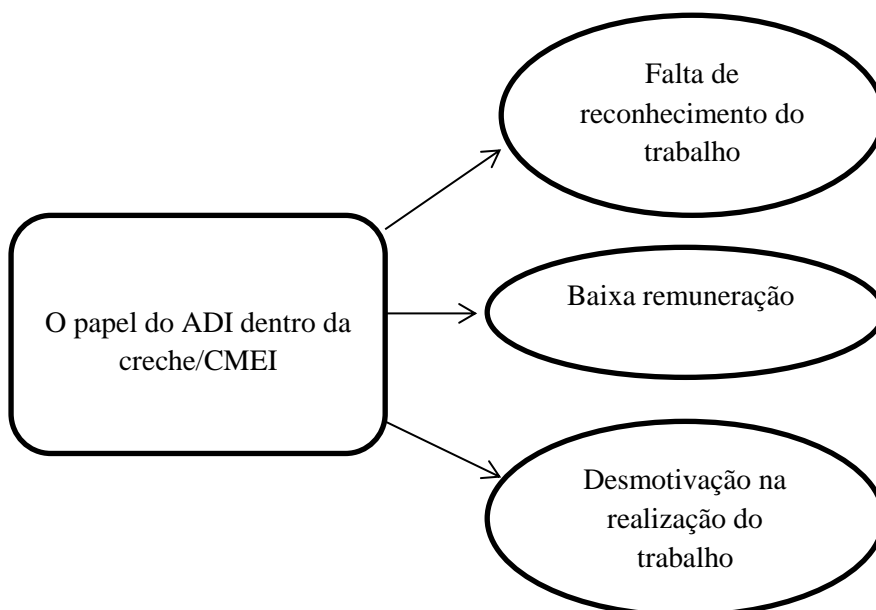 Falta de
reconhecimento do
trabalho
O papel do ADI dentro da
creche/CMEI
Baixa remuneração
Desmotivação na
realização do
trabalho